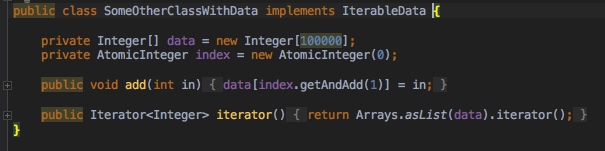 public class SomeOtherClassWithData implements IterableData {
private Integer[] data = new Integer[100000];
private AtomicInteger index = new AtomicInteger(0);
public void add(int in) { data[index.getAndAdd(1)] = in; }
public Iterator<Integer> iterator() { return Arrays.asList(data).iterator(); }
}